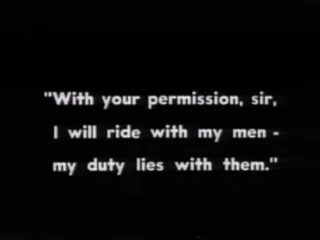 "With your permission, sir,
I will ride with my men -
my duty lies with them."